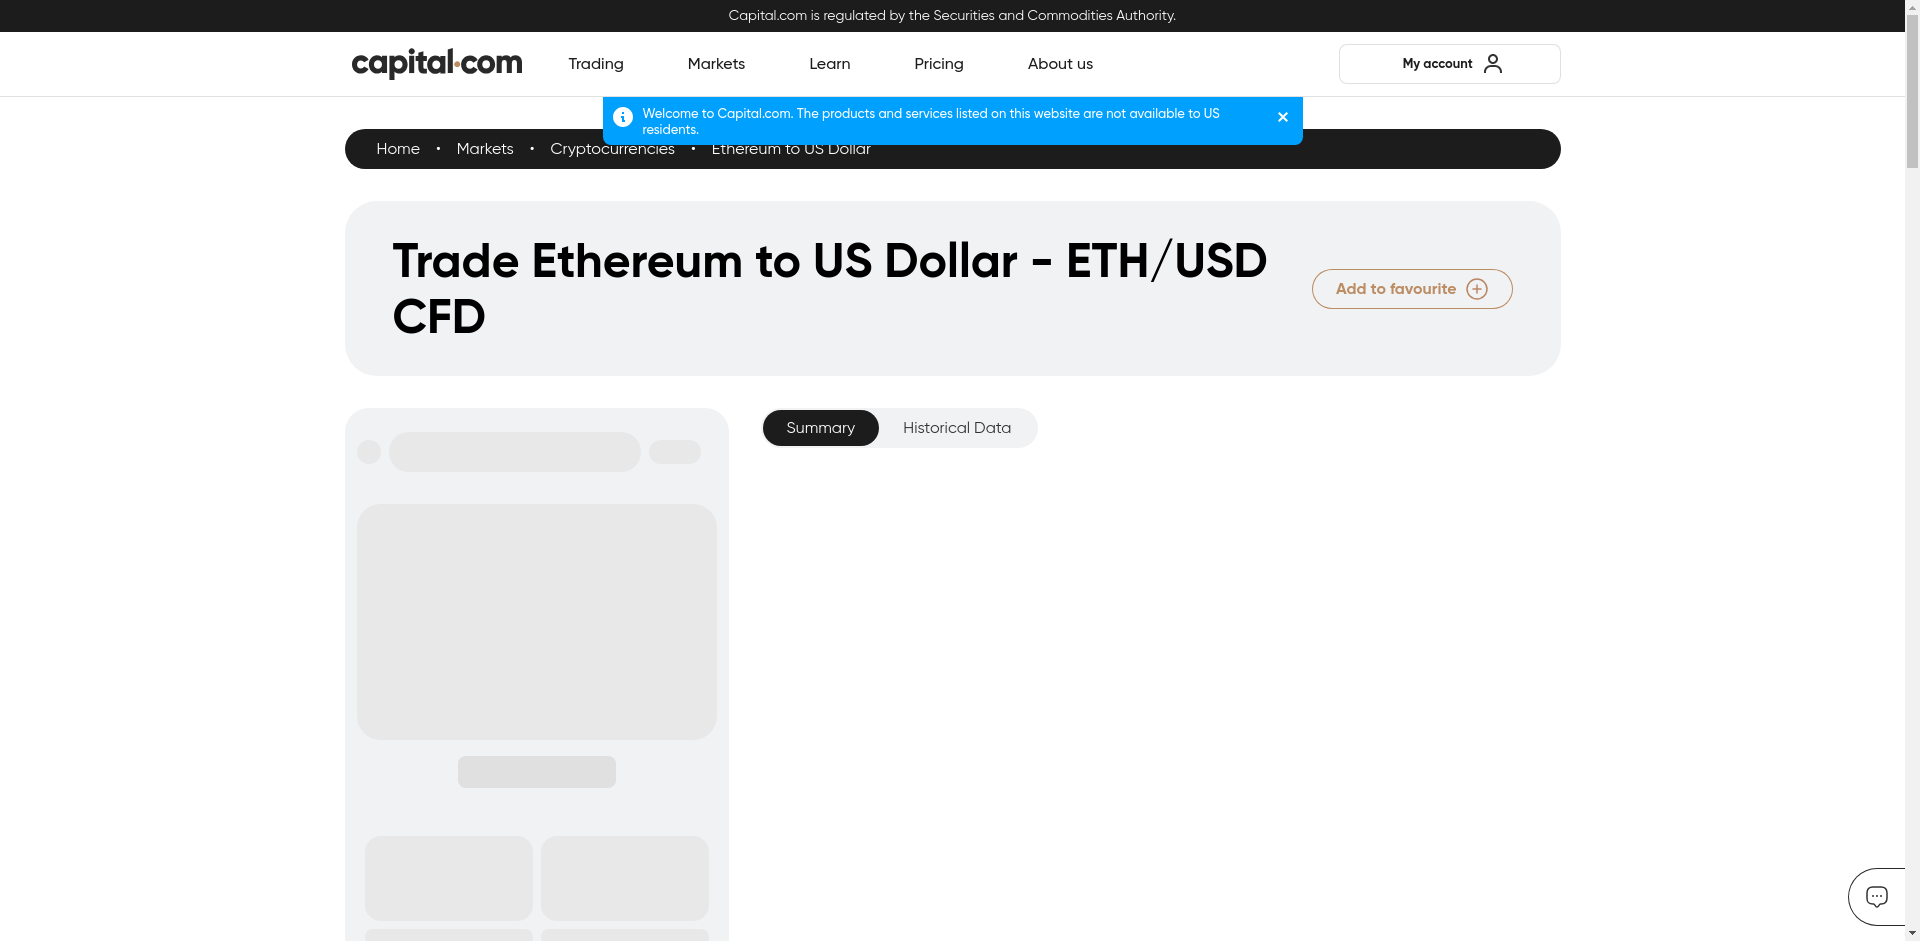 Capital.com is regulated by the Securities and Commodities Authority.
capital.com
Trading
Markets
Learn
Pricing
About us
My account
Welcome to Capital.com. The products and services listed on this website are not available to US
residents.
Home • Markets • Cryptocurrencies • Ethereum to US Dollar
Trade Ethereum to US Dollar - ETH/USD
CFD
Add to favourite
Summary
Historical Data